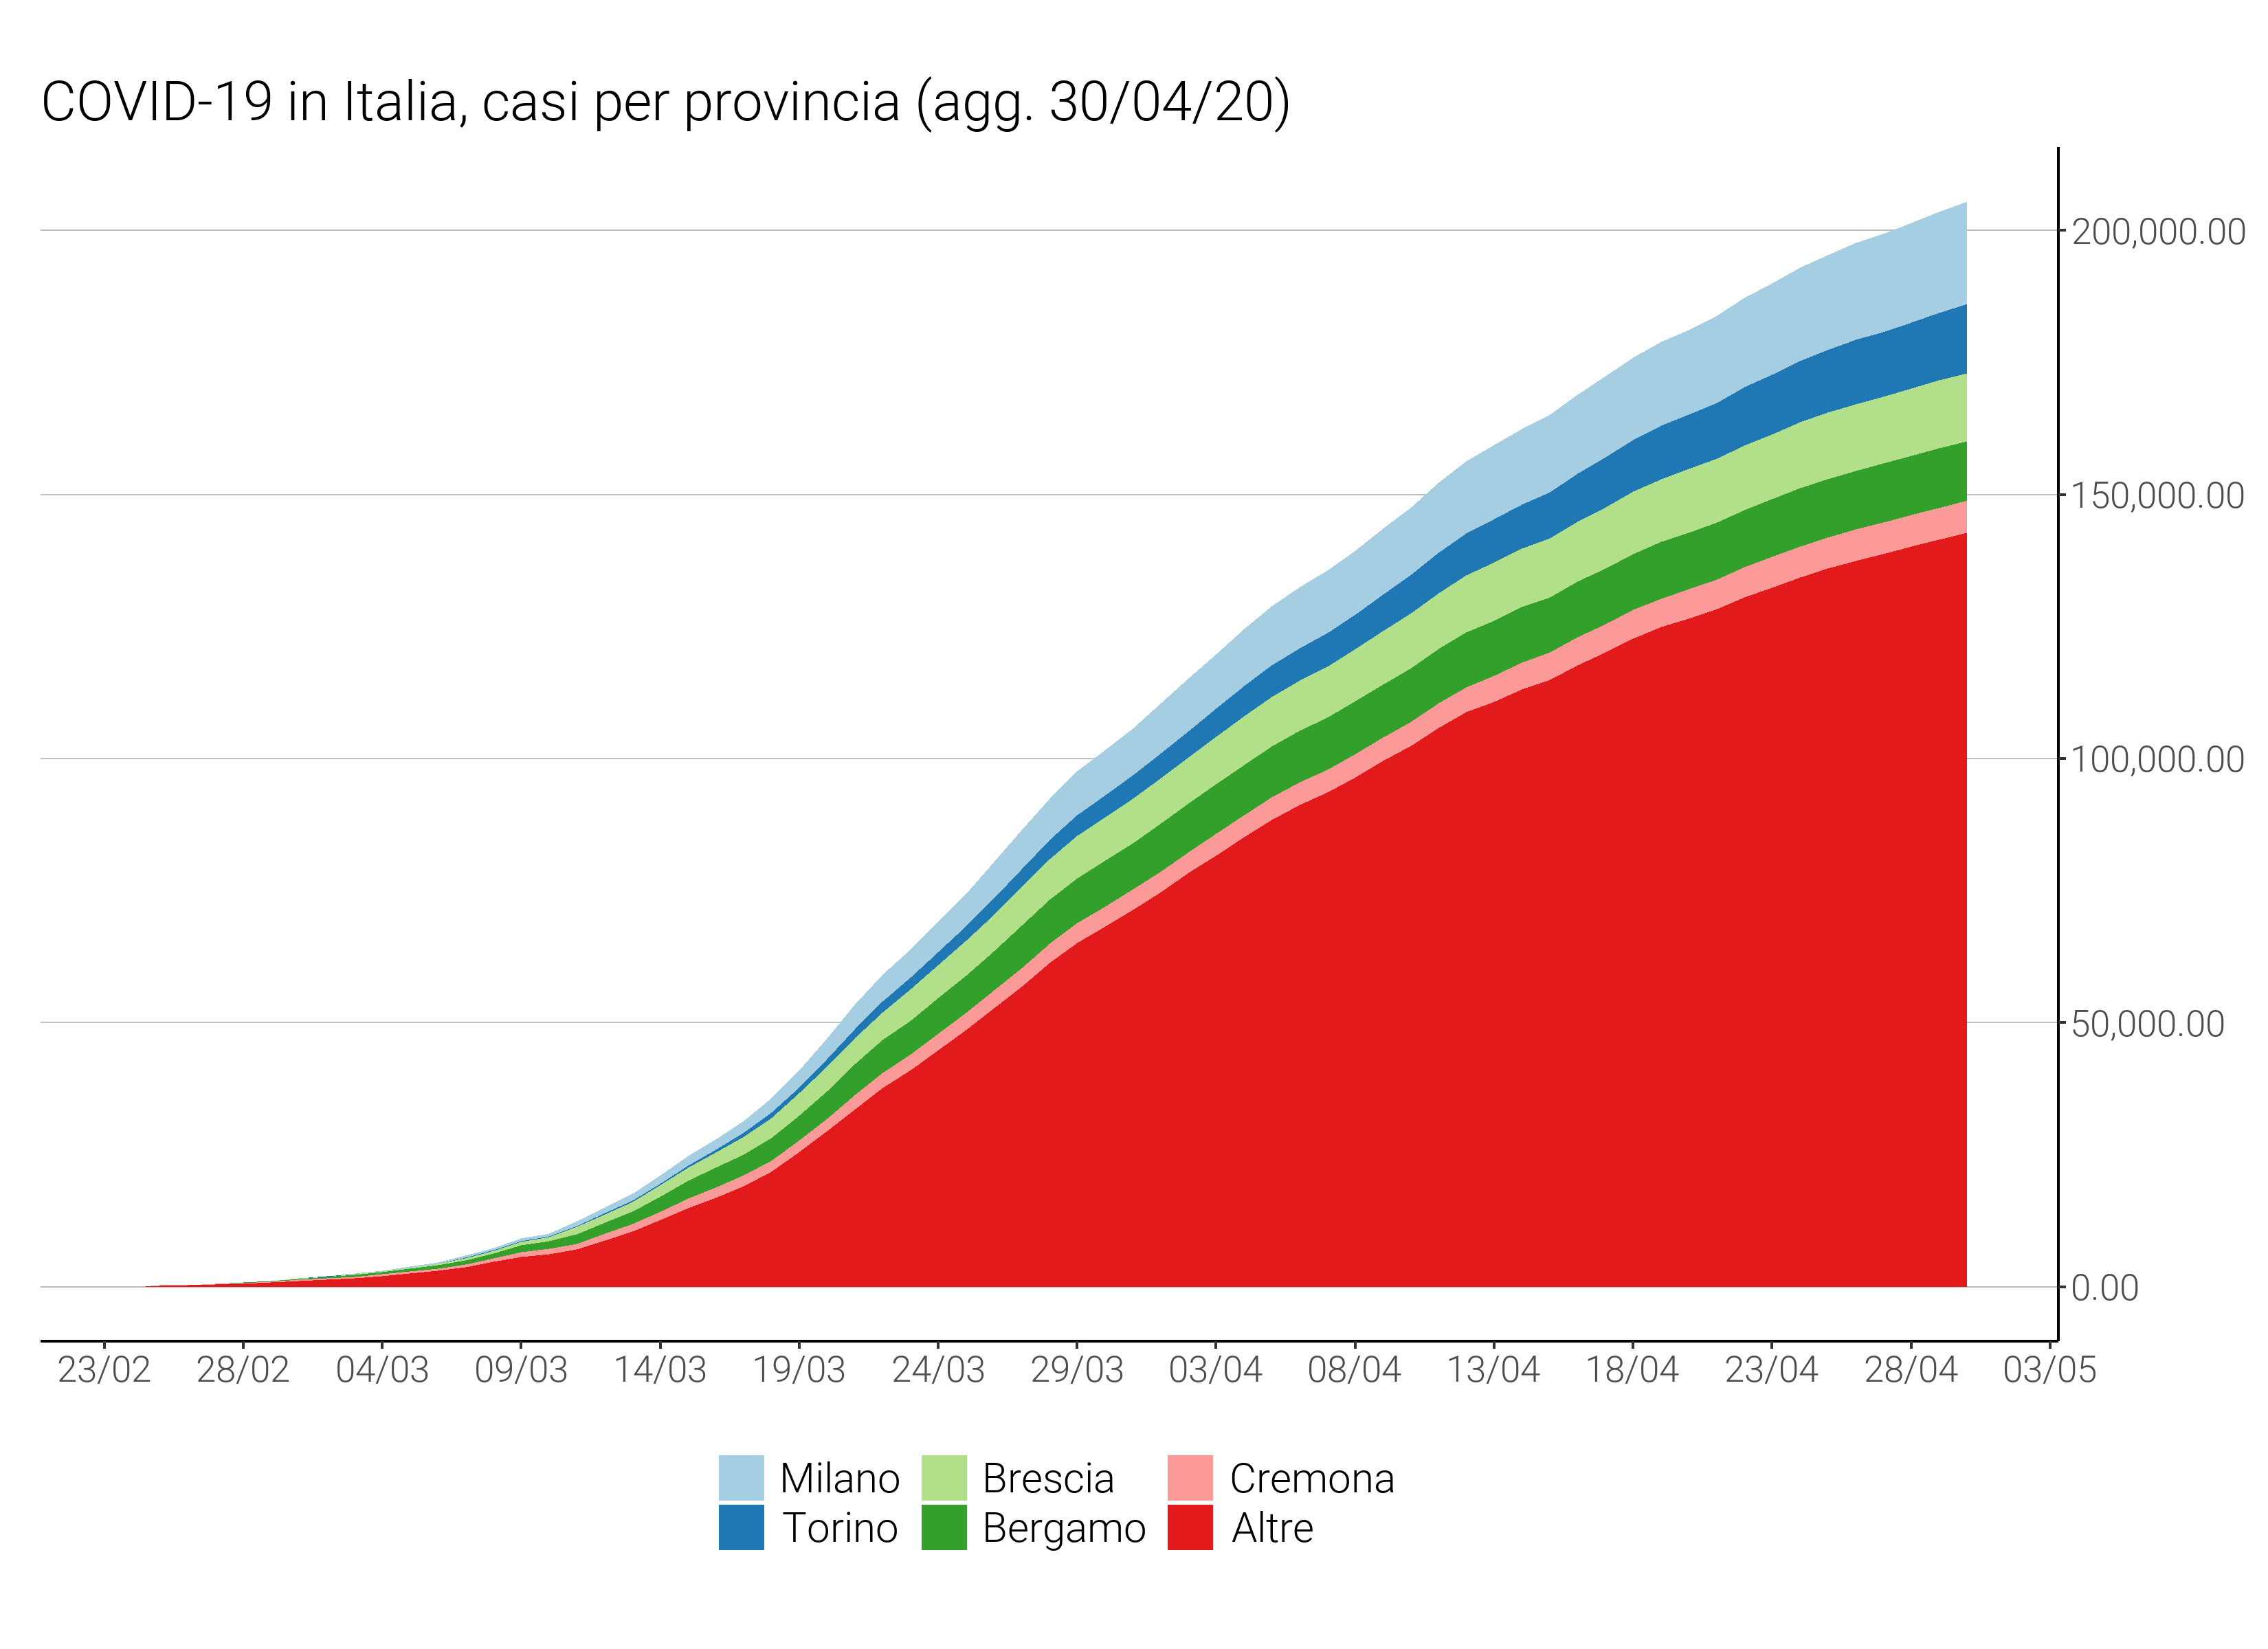 COVID-19 in Italia, casi per provincia (agg. 30/04/20)
200,000.00
150,000.00
100,000.00
50,000.00
0.00
23/02 28/02 04/03 09/03 14/03 19/03 24/03 29/03 03/04 08/04 13/04 18/04 23/04 28/04 03/05
Milano Brescia Cremona
Torino Bergamo Altre